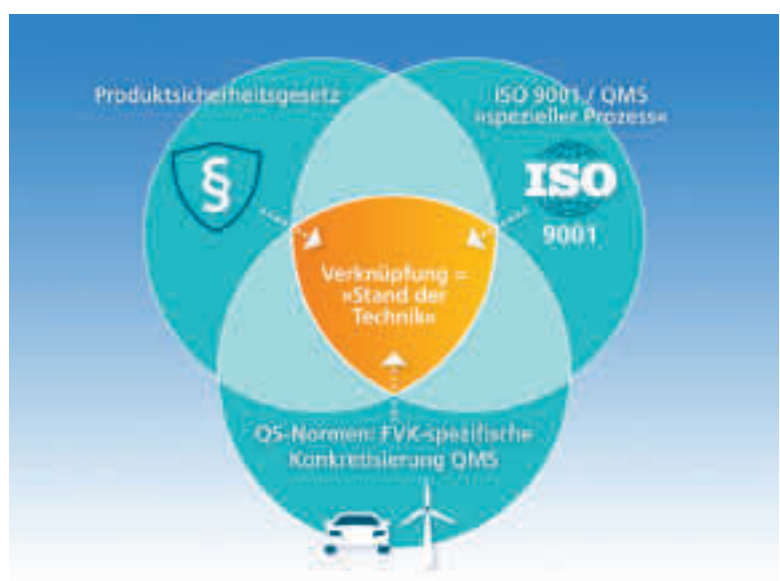 Produktsicherheitsgesetz
ISO 9001 / QMS
»spezieller Prozess«
§
ISO
9001
Verknüpfung =
»Stand der
Technik«
QS-Normen: FVK-spezifische
Konkretisierung QMS